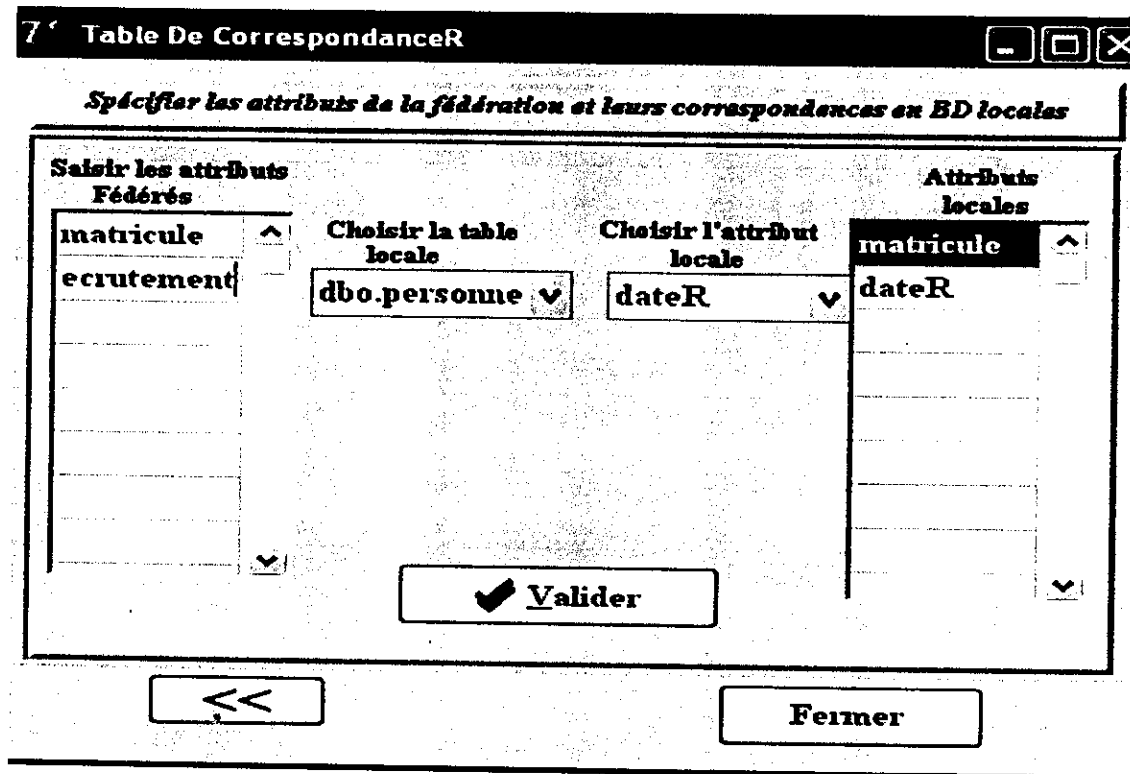 Table De CorrespondanceR
Spécifier les attributs de la fédération et leurs correspondances en BD locales
Saisir les attributs
Fédérés
matricule
ecrutement
Choisir la table
locale
dbo.personne
Choisir l'attribut
locale
dateR
Attributs
locales
matricule
dateR
Valider
<<
Fermer